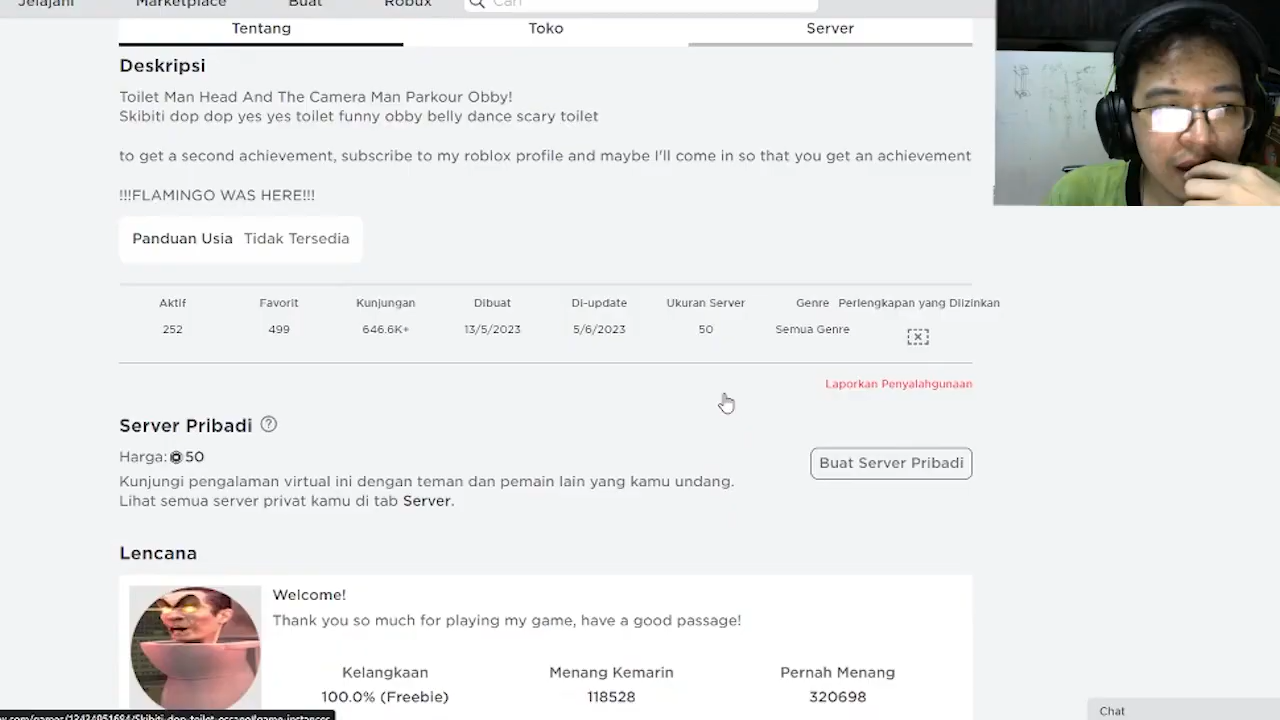 Jelajahi Marketplace Buat Robux Cari
Tentang Toko Server
Deskripsi
Toilet Man Head And The Camera Man Parkour Obby!
Skibiti dop dop yes yes toilet funny obby belly dance scary toilet
to get a second achievement, subscribe to my roblox profile and maybe I'll come in so that you get an achievement
!!!FLAMINGO WAS HERE!!!
Panduan Usia Tidak Tersedia
Aktif Favorit Kunjungan Dibuat Di-update Ukuran Server Genre Perlengkapan yang Diizinkan
252 499 646.6K+ 13/5/2023 5/6/2023 50 Semua Genre
Laporkan Penyalahgunaan
Server Pribadi
Harga: 50
Buat Server Pribadi
Kunjungi pengalaman virtual ini dengan teman dan pemain lain yang kamu undang.
Lihat semua server privat kamu di tab Server.
Lencana
Welcome!
Thank you so much for playing my game, have a good passage!
Kelangkaan Menang Kemarin Pernah Menang
100.0% (Freebie) 118528 320698
Chat